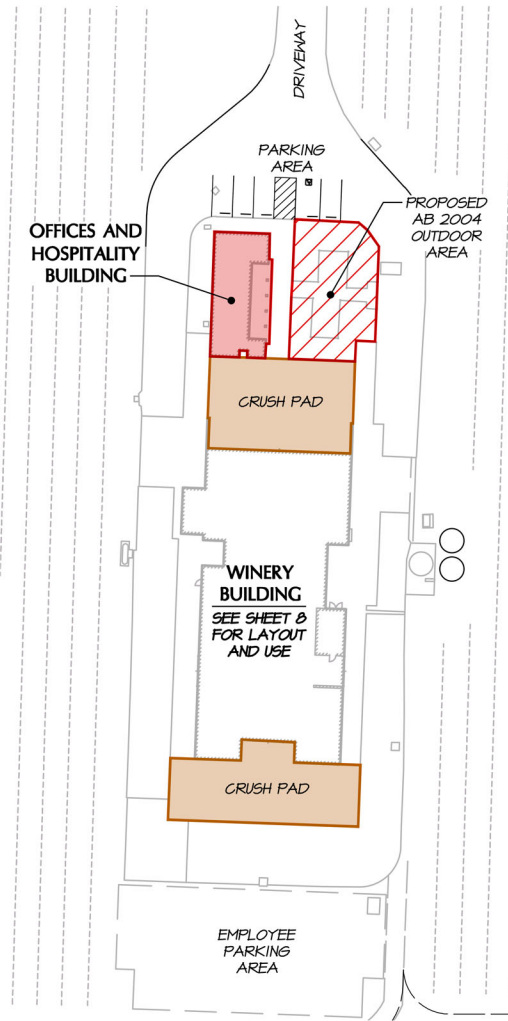 DRIVEWAY
PARKING
AREA
PROPOSED
AB 2004
OUTDOOR
AREA
OFFICES AND
HOSPITALITY
BUILDING
CRUSH PAD
WINERY
BUILDING
SEE SHEET 8
FOR LAYOUT
AND USE
CRUSH PAD
EMPLOYEE
PARKING
AREA